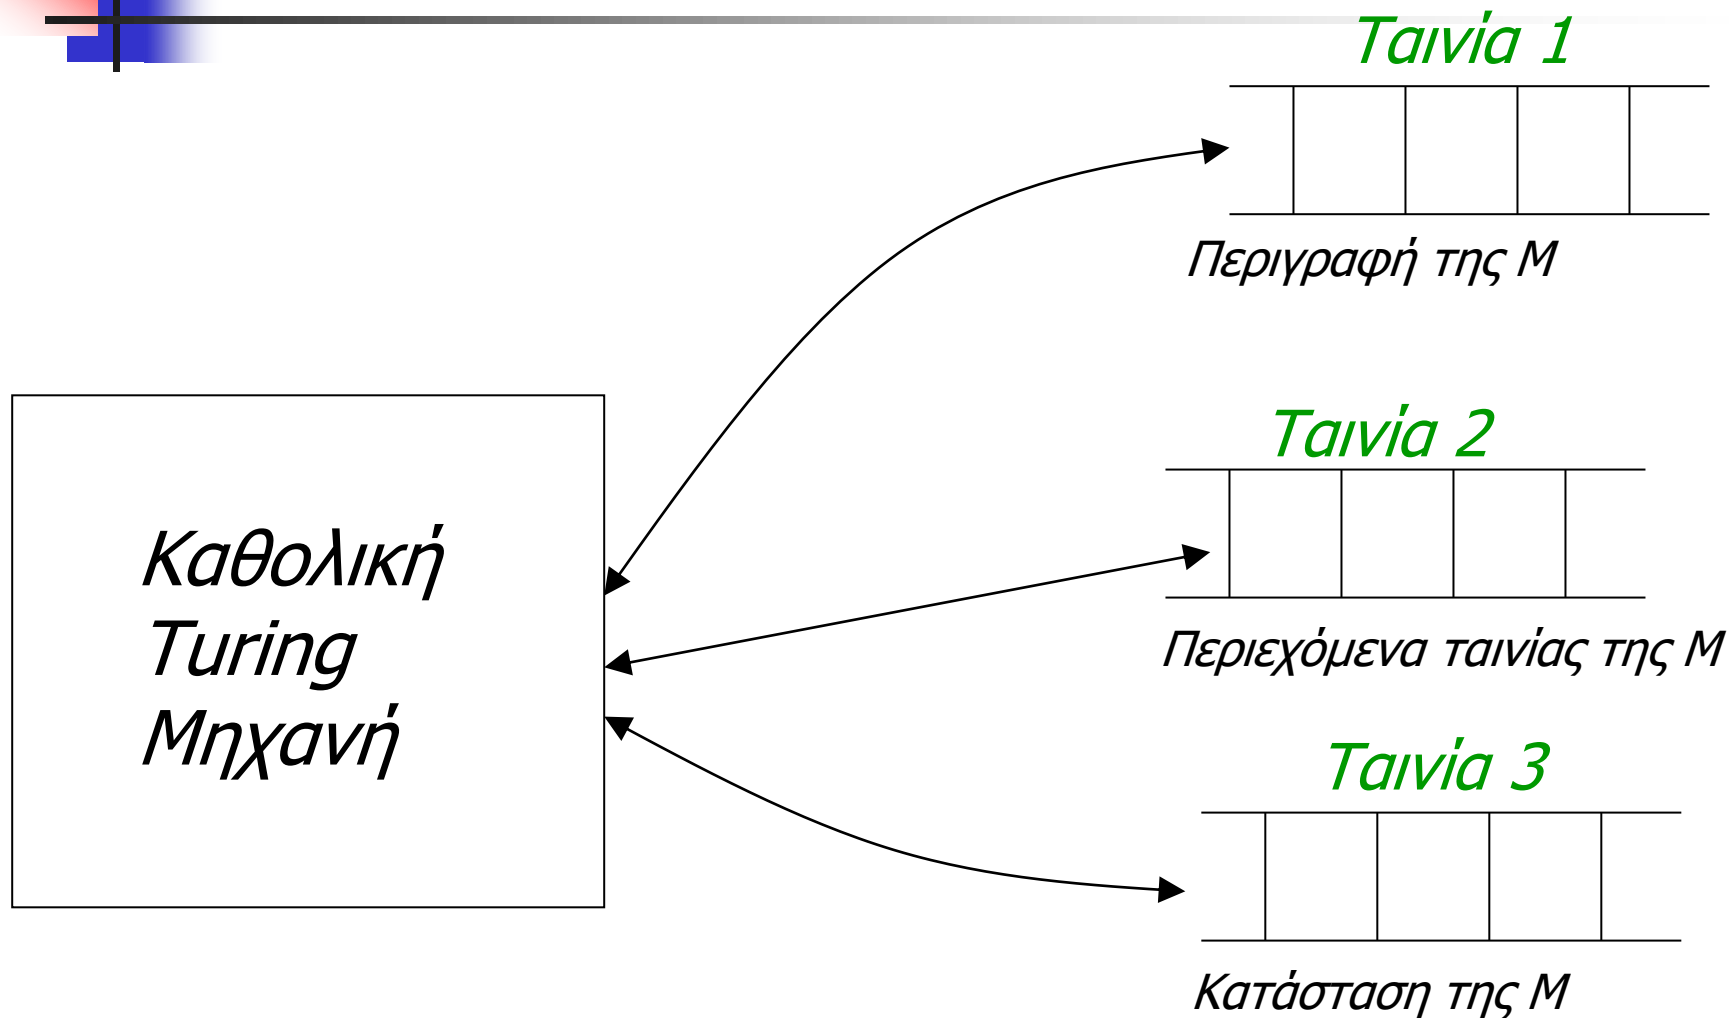 Ταινία 1
Περιγραφή της Μ
Καθολική
Turing
Μηχανή
Ταινία 2
Περιεχόμενα ταινίας της Μ
Ταινία 3
Κατάσταση της Μ